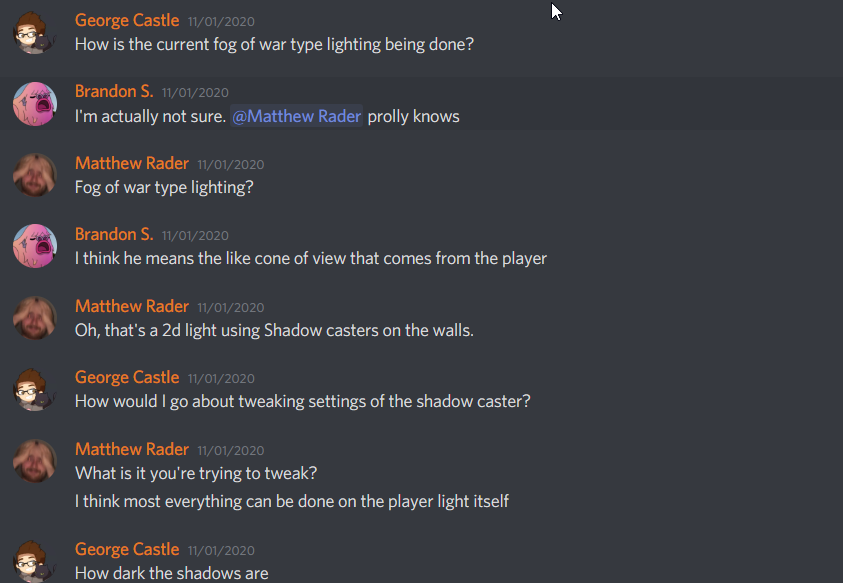 George Castle 11/01/2020
How is the current fog of war type lighting being done?
Brandon S. 11/01/2020
I'm actually not sure. @Matthew Rader prolly knows
Matthew Rader 11/01/2020
Fog of war type lighting?
Brandon S. 11/01/2020
I think he means the like cone of view that comes from the player
Matthew Rader 11/01/2020
Oh, that's a 2d light using Shadow casters on the walls.
George Castle 11/01/2020
How would I go about tweaking settings of the shadow caster?
Matthew Rader 11/01/2020
What is it you're trying to tweak?
I think most everything can be done on the player light itself
George Castle 11/01/2020
How dark the shadows are